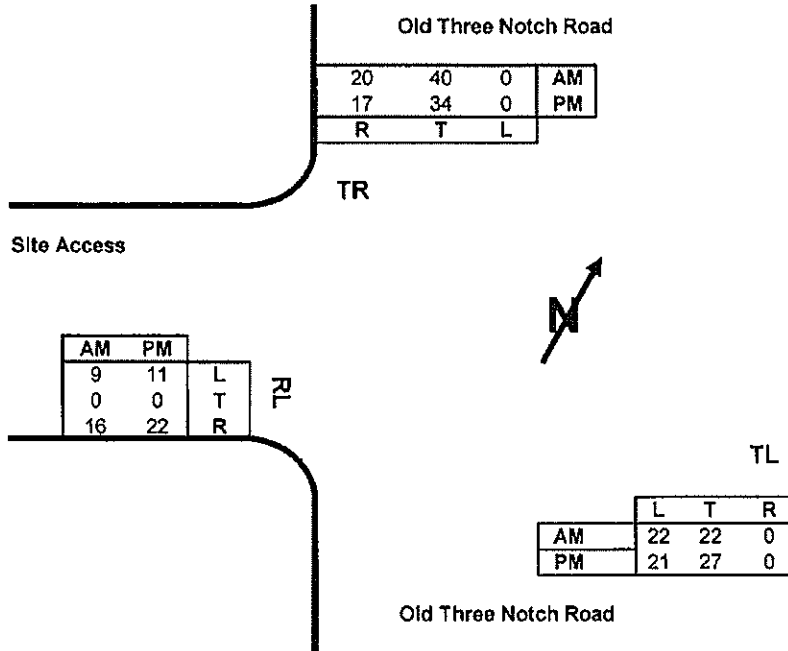 Old Three Notch Road
20 40 0 AM
17 34 0 PM
R T L
TR
Site Access
N
AM PM
9 11 L
0 0 T
16 22 R
RL
TL
L T R
AM 22 22 0
PM 21 27 0
Old Three Notch Road